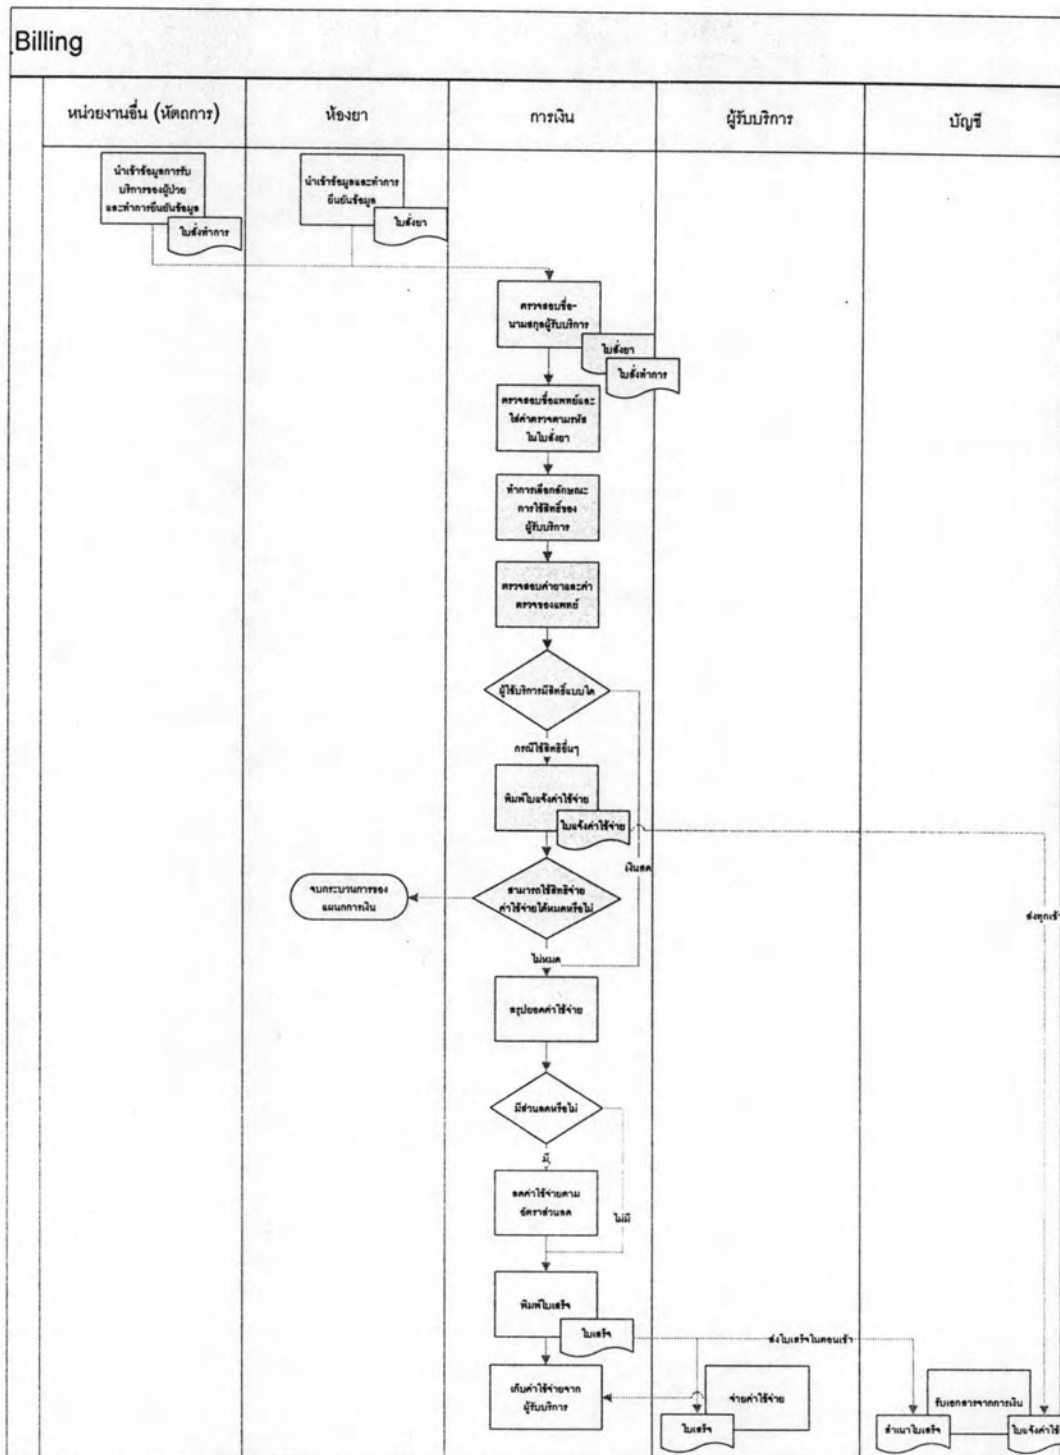 Billing
หน่วยงานอื่น (หัตถการ)
ห้องยา
การเงิน
ผู้รับบริการ
บัญชี
นำเข้าข้อมูลการรับ
บริการของผู้ป่วย
และทำการยืนยันข้อมูล
ใบสั่งทำการ
นำเข้าข้อมูลและทำการ
ยืนยันข้อมูล
ใบสั่งยา
ตรวจสอบชื่อ-
นามสกุลผู้รับบริการ
ใบสั่งยา
ใบสั่งทำการ
ตรวจสอบชื่อแพทย์และ
ใส่ค่าตรวจตามรหัส
ในใบสั่งยา
ทำการเลือกลักษณะ
การใช้สิทธิ์ของ
ผู้รับบริการ
ตรวจสอบค่ายาและค่า
ตรวจของแพทย์
ผู้ใช้บริการมีสิทธิ์แบบใด
กรณีใช้สิทธิอื่นๆ
พิมพ์ใบแจ้งค่าใช้จ่าย
ใบแจ้งค่าใช้จ่าย
เงินสด
จบกระบวนการของ
แผนกการเงิน
สามารถใช้สิทธิจ่าย
ค่าใช้จ่ายได้หมดหรือไม่
ส่งทุกเช้า
ไม่หมด
สรุปยอดค่าใช้จ่าย
มีส่วนลดหรือไม่
มี
ลดค่าใช้จ่ายตาม
อัตราส่วนลด
ไม่มี
พิมพ์ใบเสร็จ
ใบเสร็จ
ส่งใบเสร็จในตอนเช้า
เก็บค่าใช้จ่ายจาก
ผู้รับบริการ
จ่ายค่าใช้จ่าย
ใบเสร็จ
รับเอกสารจากการเงิน
สำเนาใบเสร็จ
ใบแจ้งค่าใช้